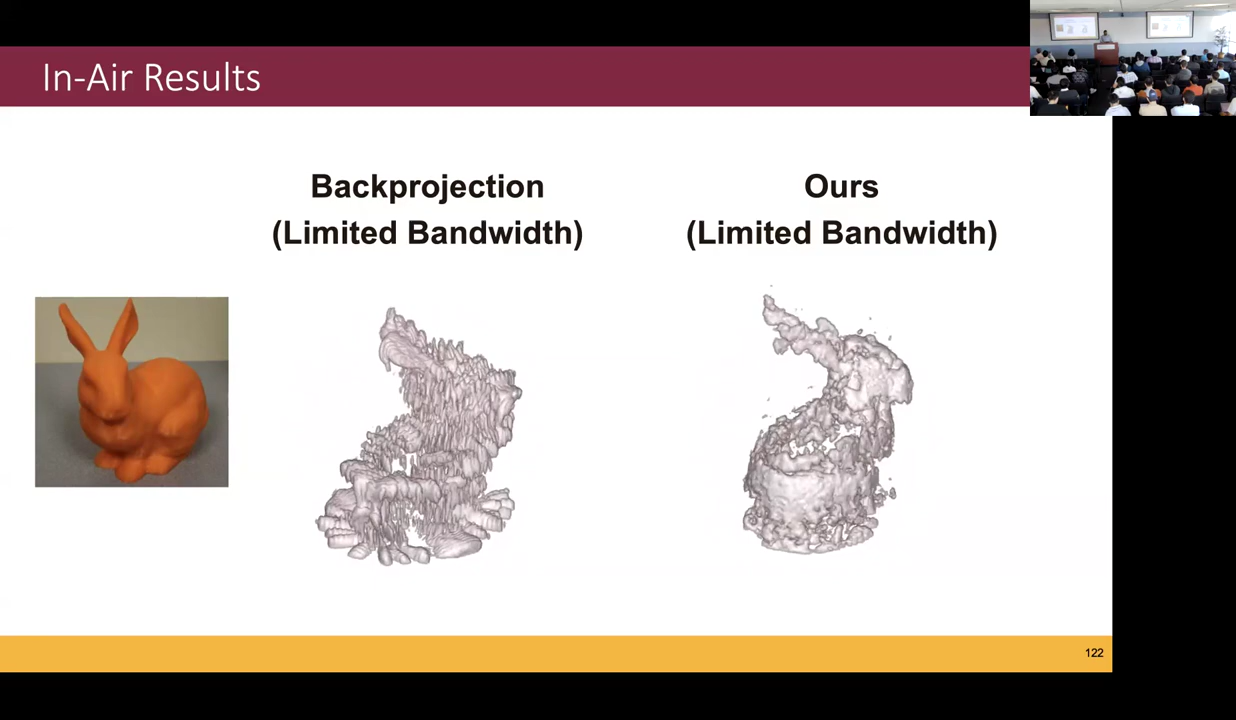 In-Air Results
Backprojection
(Limited Bandwidth)
Ours
(Limited Bandwidth)
122